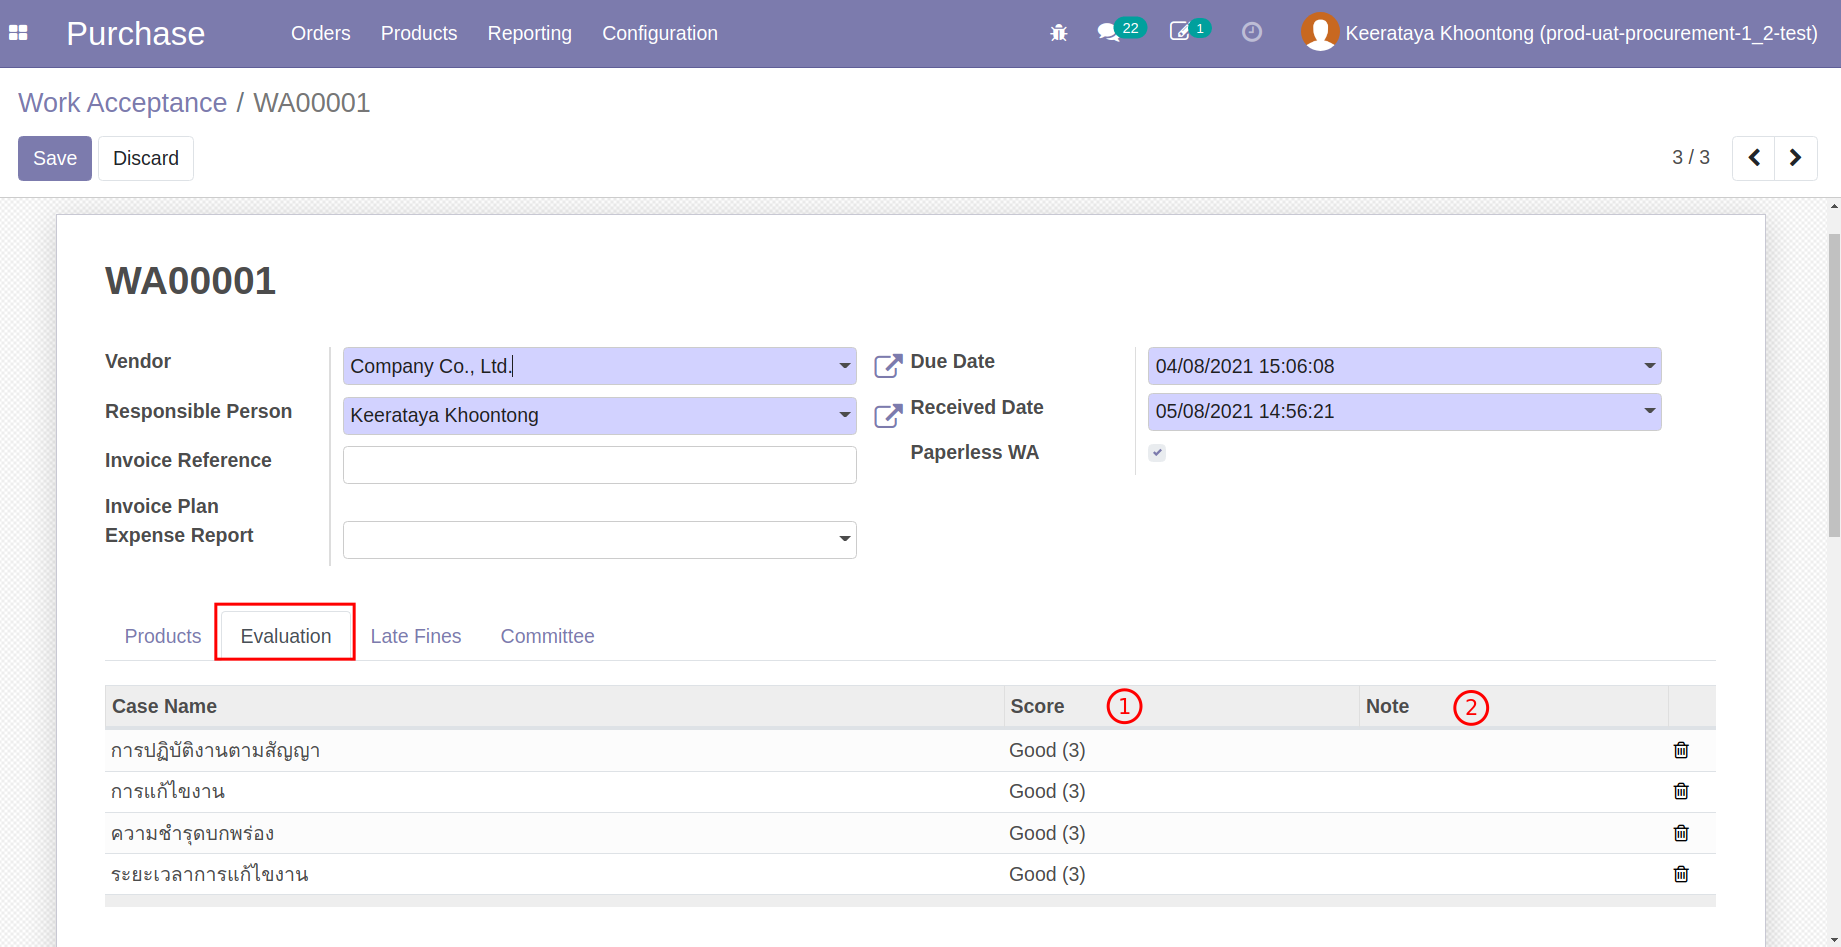 Purchase Orders Products Reporting Configuration 22 1 Keerataya Khoontong (prod-uat-procurement-1_2-test)
Work Acceptance / WA00001
Save Discard 3 / 3
WA00001
Vendor Company Co., Ltd. Due Date 04/08/2021 15:06:08
Responsible Person Keerataya Khoontong Received Date 05/08/2021 14:56:21
Invoice Reference Paperless WA
Invoice Plan
Expense Report
Products Evaluation Late Fines Committee
Case Name Score 1 Note 2
การปฏิบัติงานตามสัญญา Good (3)
การแก้ไขงาน Good (3)
ความชำรุดบกพร่อง Good (3)
ระยะเวลาการแก้ไขงาน Good (3)